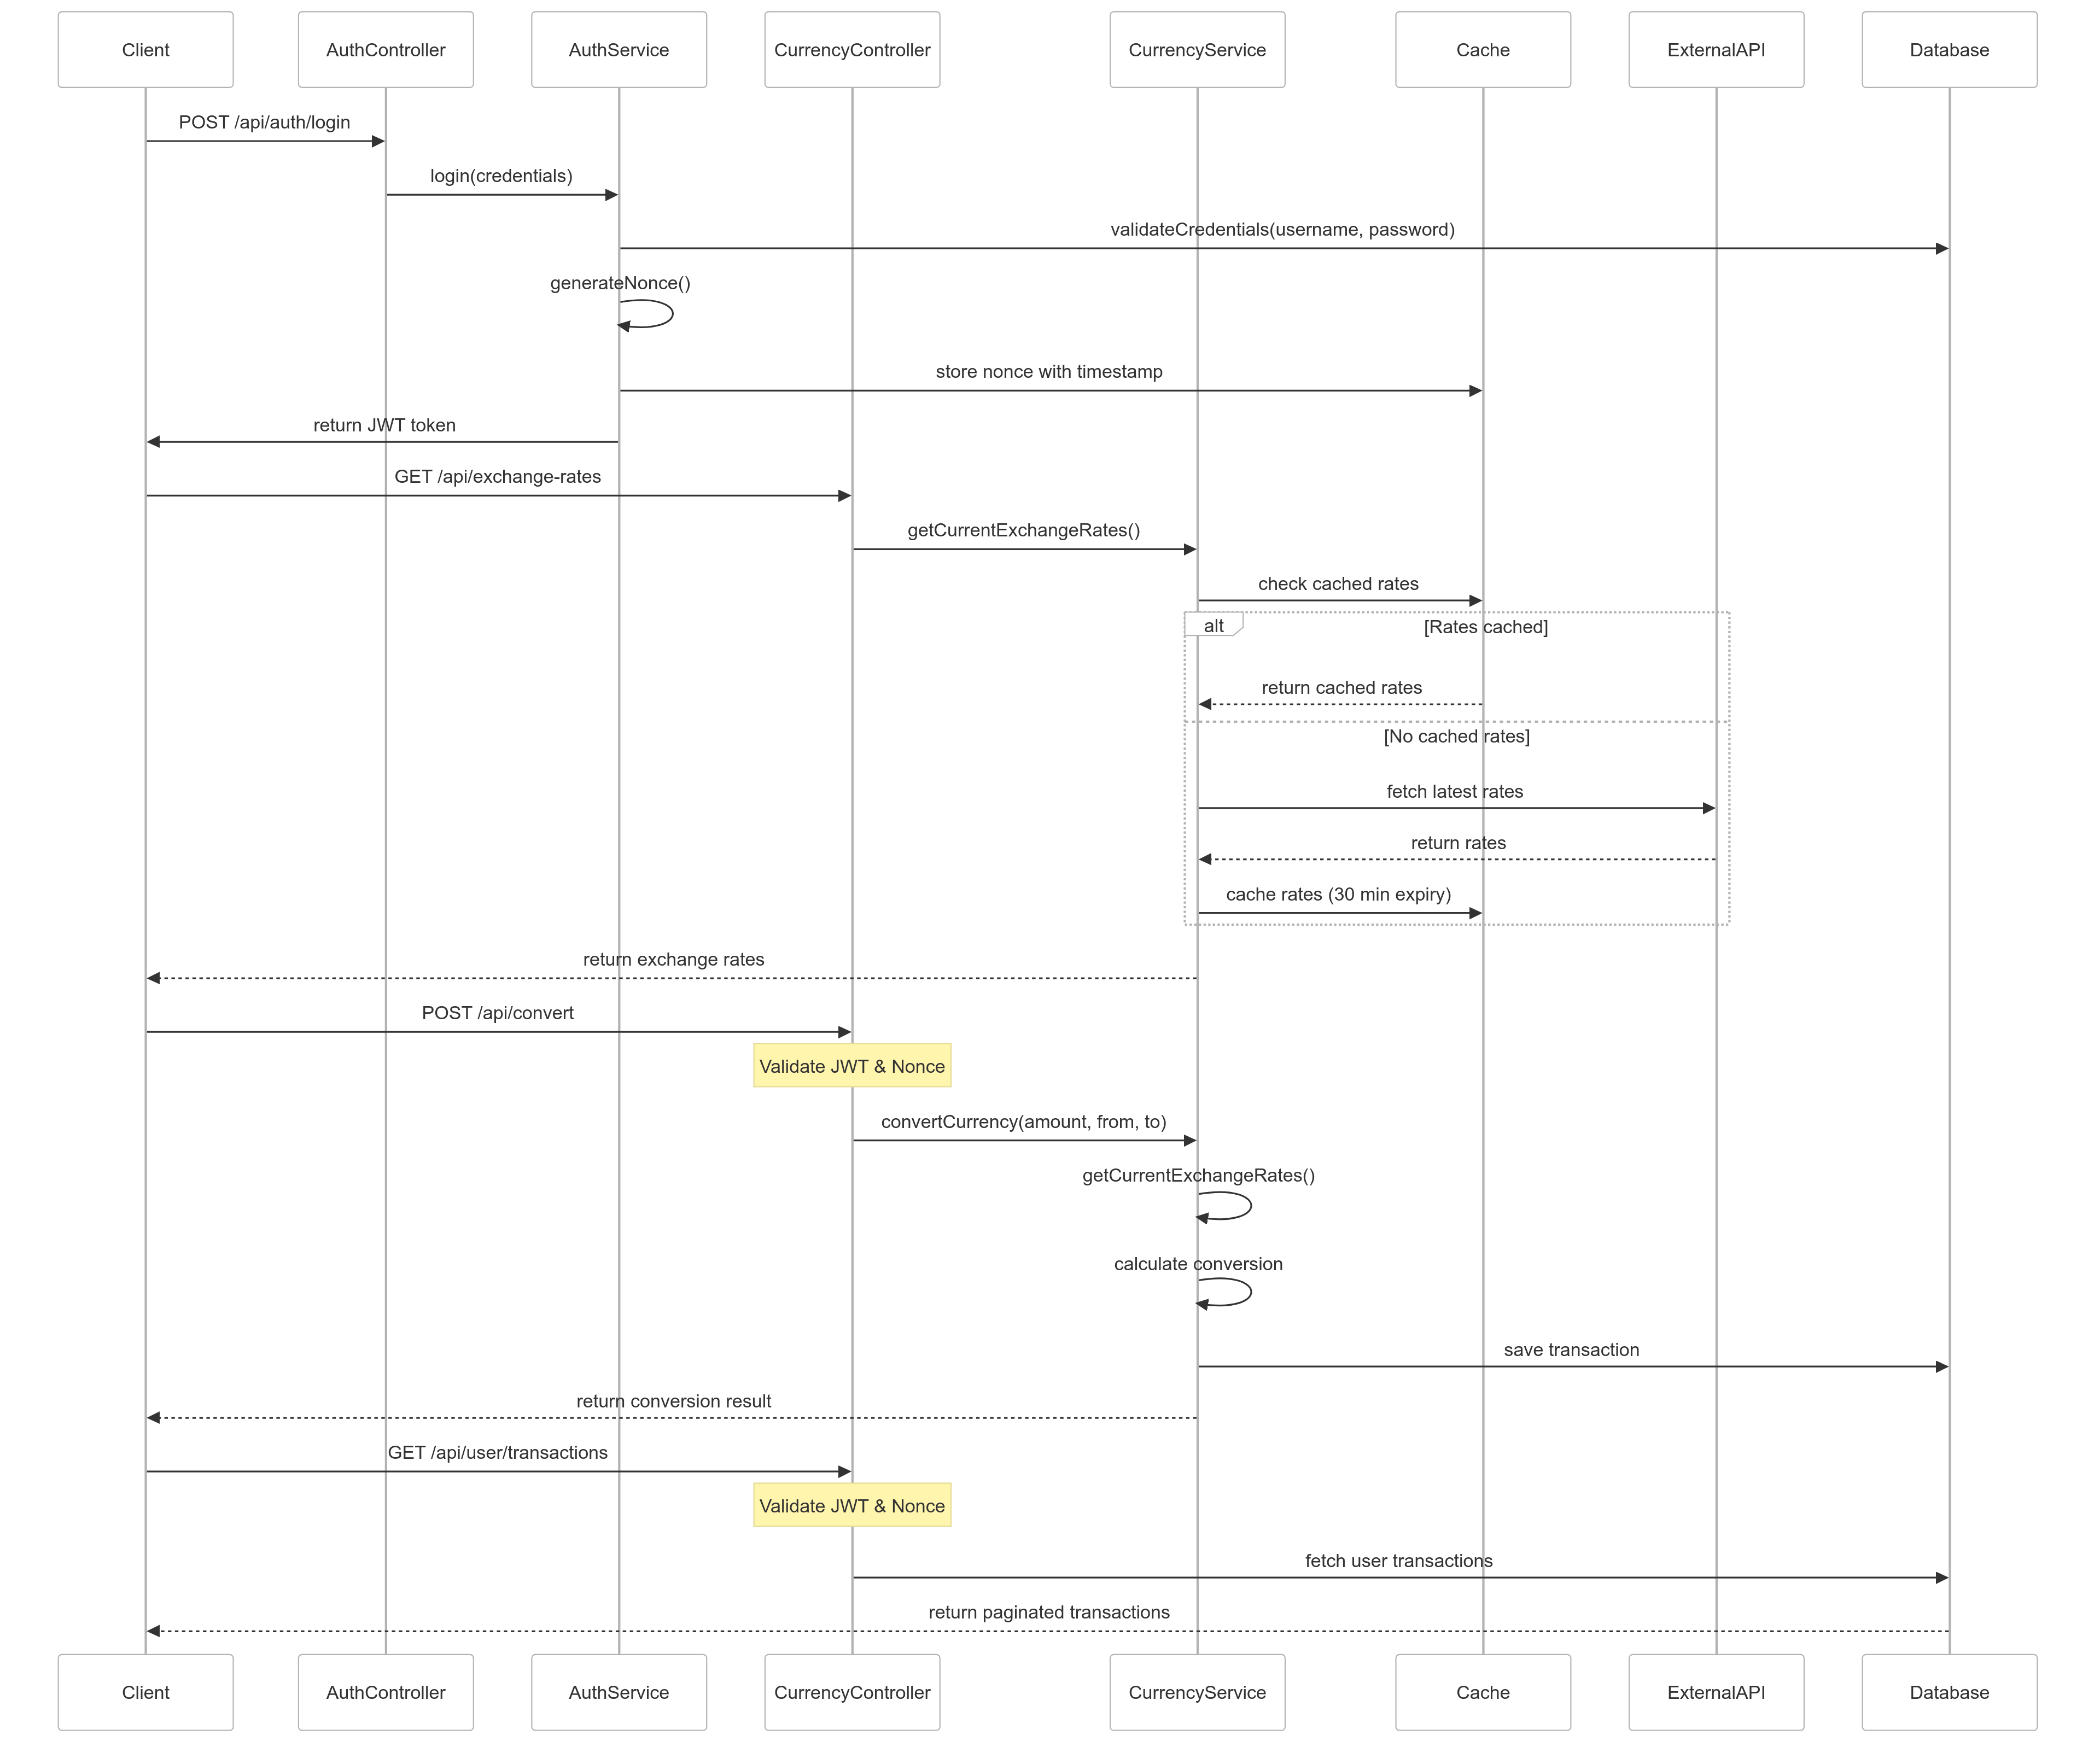 Client
AuthController
AuthService
CurrencyController
CurrencyService
Cache
ExternalAPI
Database
POST /api/auth/login
login(credentials)
validateCredentials(username, password)
generateNonce()
store nonce with timestamp
return JWT token
GET /api/exchange-rates
getCurrentExchangeRates()
check cached rates
alt
[Rates cached]
return cached rates
[No cached rates]
fetch latest rates
return rates
cache rates (30 min expiry)
return exchange rates
POST /api/convert
Validate JWT & Nonce
convertCurrency(amount, from, to)
getCurrentExchangeRates()
calculate conversion
save transaction
return conversion result
GET /api/user/transactions
Validate JWT & Nonce
fetch user transactions
return paginated transactions
Client
AuthController
AuthService
CurrencyController
CurrencyService
Cache
ExternalAPI
Database